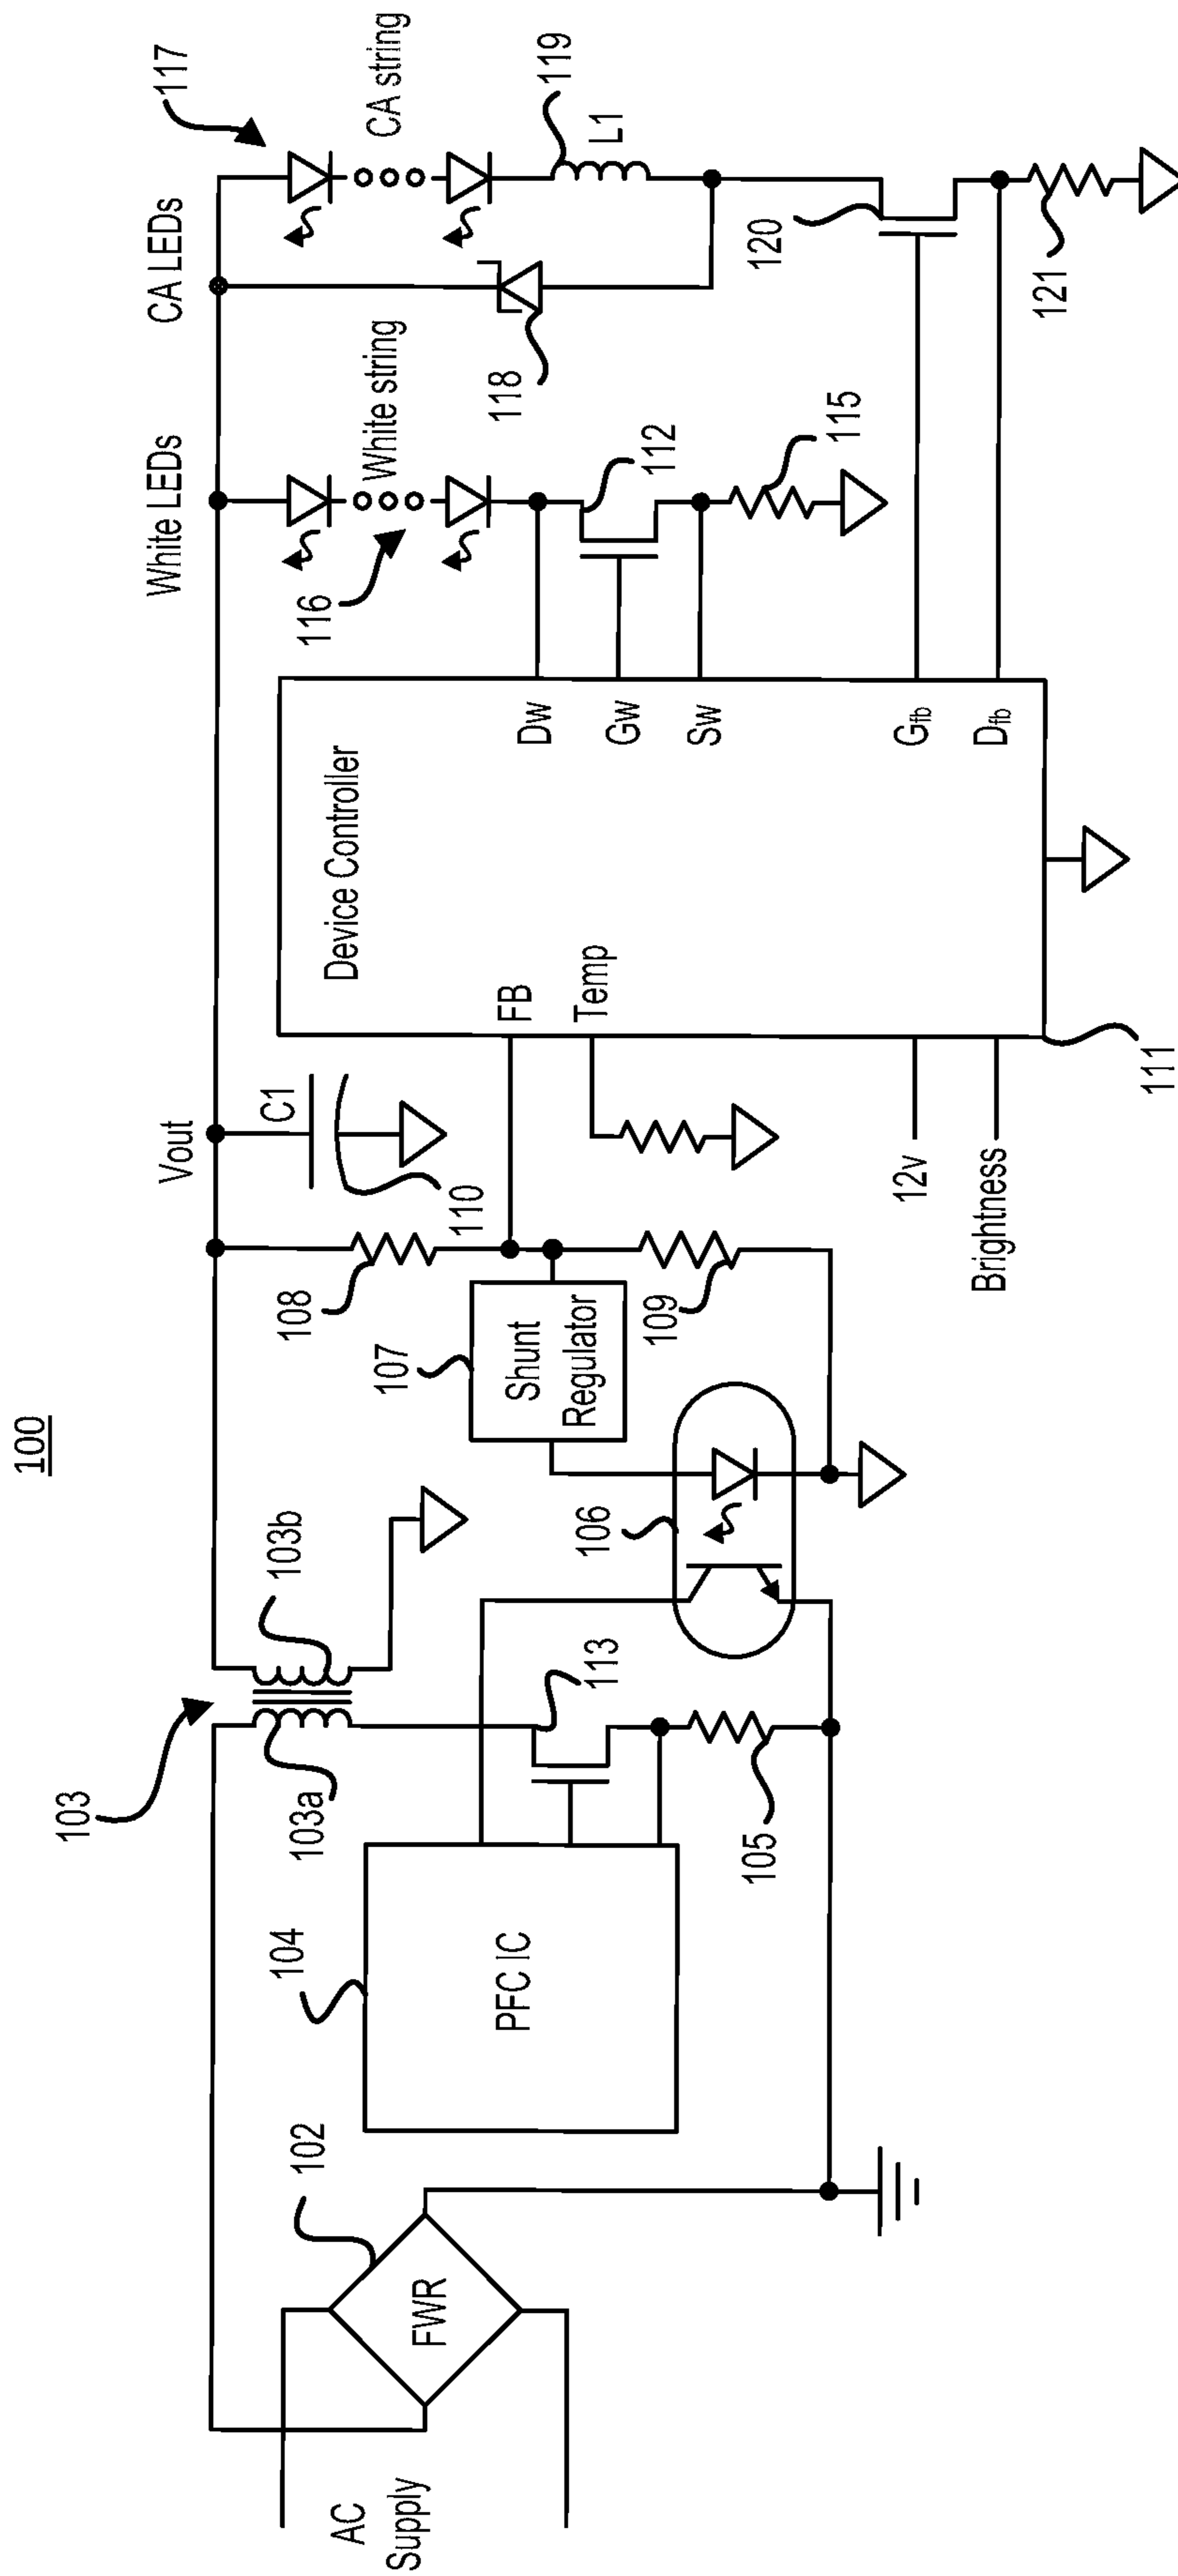 100
AC
Supply
102
FWR
104
PFC IC
103
103a
103b
113
105
106
107
Shunt
Regulator
108
109
Vout
C1
110
Device Controller
FB
Temp
12v
Brightness
111
Dw
Gw
Sw
Gfb
Dfb
White LEDs
White string
116
112
115
CA LEDs
117
CA string
118
119
L1
120
121